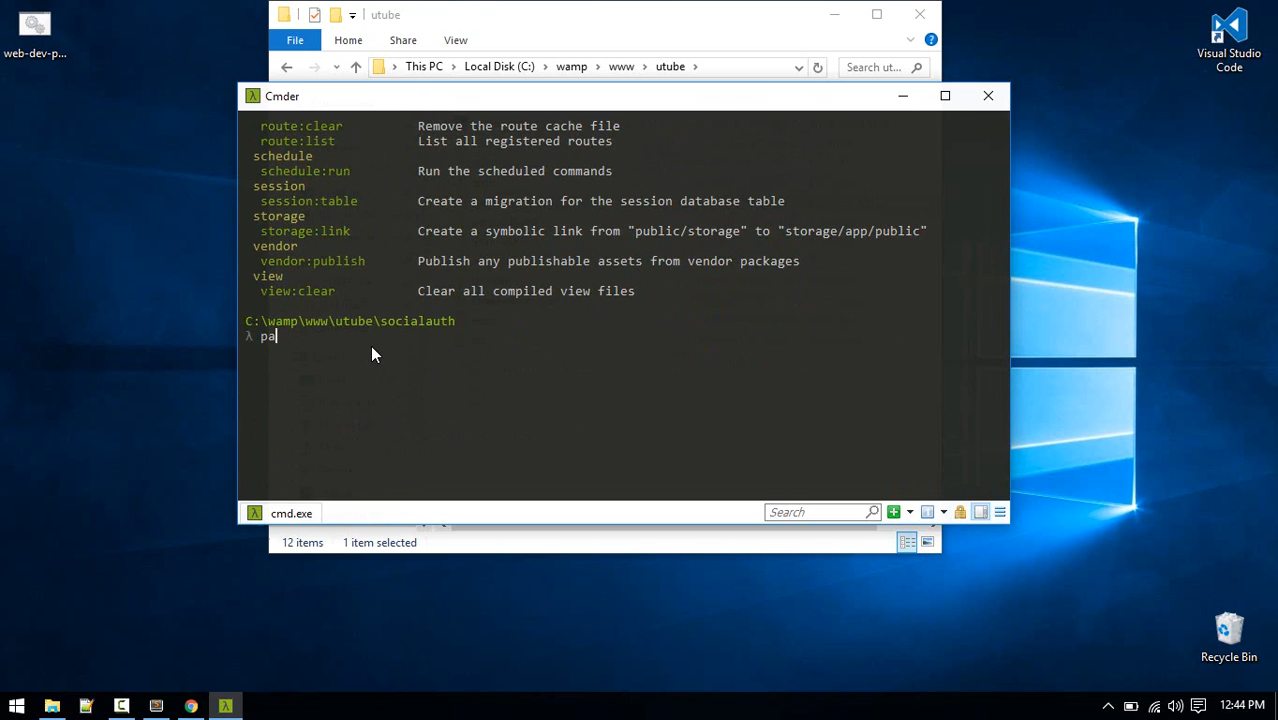 web-dev-p...
utube
File Home Share View
This PC Local Disk (C:) wamp www utube
Search ut...
Visual Studio
Code
Cmder
route:clear Remove the route cache file
route:list List all registered routes
schedule
schedule:run Run the scheduled commands
session
session:table Create a migration for the session database table
storage
storage:link Create a symbolic link from "public/storage" to "storage/app/public"
vendor
vendor:publish Publish any publishable assets from vendor packages
view
view:clear Clear all compiled view files
C:\wamp\www\utube\socialauth
λ pa
cmd.exe
Search
12 items 1 item selected
Recycle Bin
12:44 PM